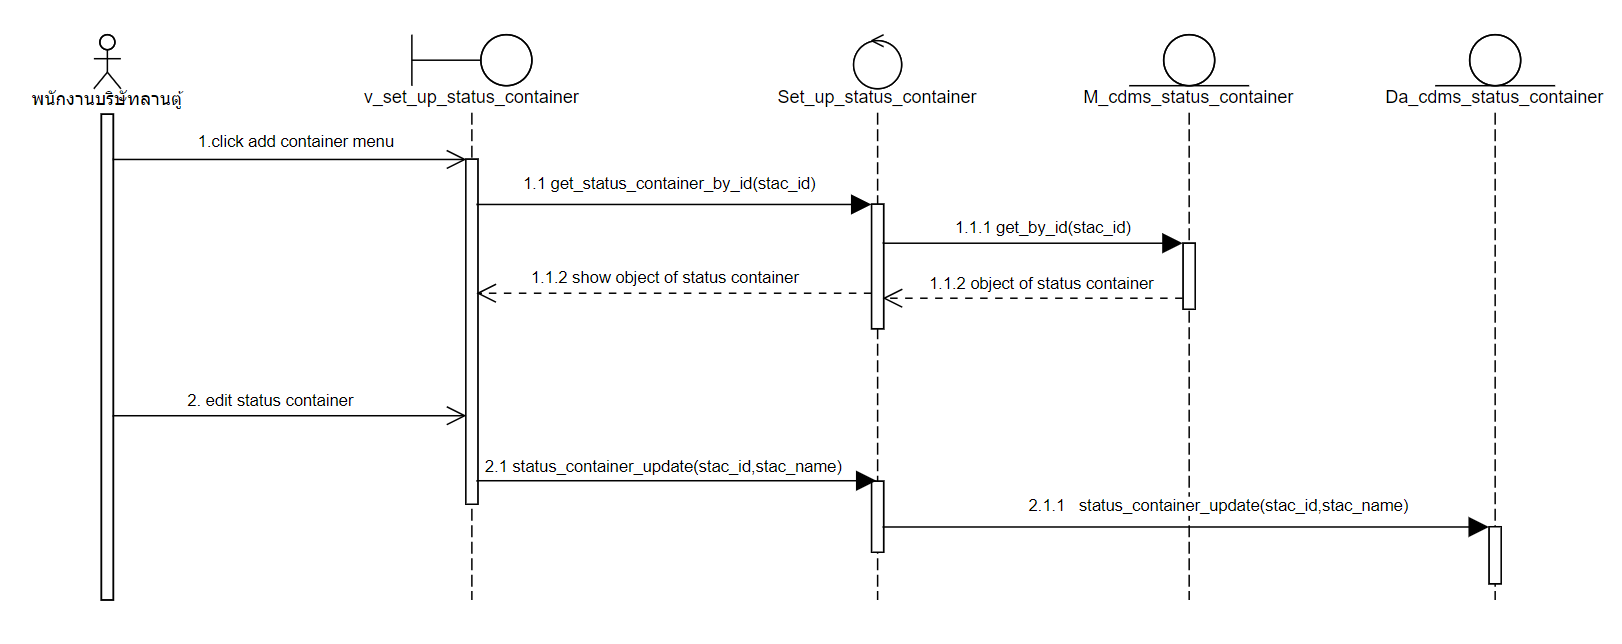 พนักงานบริษัทลานตู้
v_set_up_status_container
Set_up_status_container
M_cdms_status_container
Da_cdms_status_container
1.click add container menu
1.1 get_status_container_by_id(stac_id)
1.1.1 get_by_id(stac_id)
1.1.2 show object of status container
1.1.2 object of status container
2. edit status container
2.1 status_container_update(stac_id,stac_name)
2.1.1 status_container_update(stac_id,stac_name)